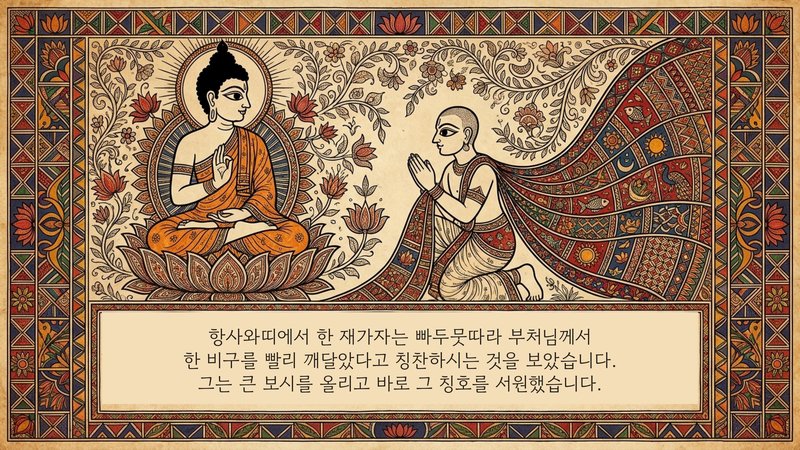 항사와띠에서 한 재가자는 빠두뭇따라 부처님께서
한 비구를 빨리 깨달았다고 칭찬하시는 것을 보았습니다.
그는 큰 보시를 올리고 바로 그 칭호를 서원했습니다.